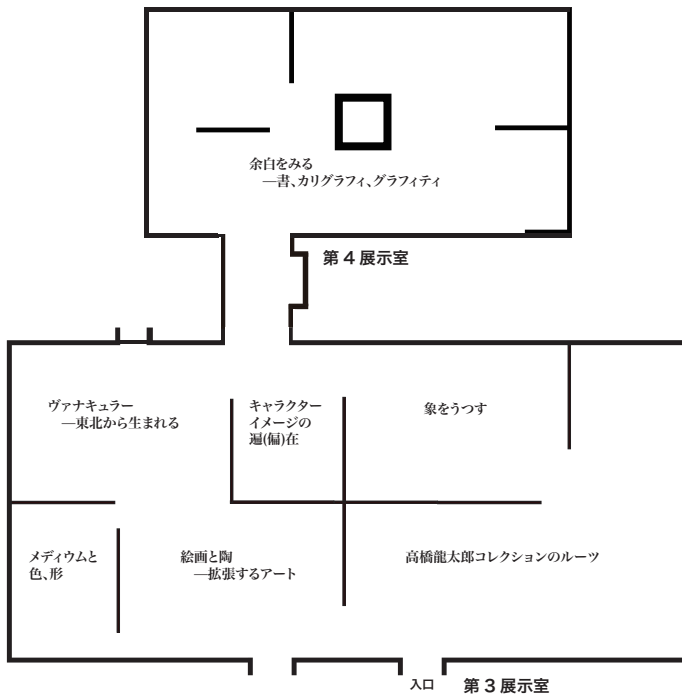 余白をみる
―書、カリグラフィ、グラフィティ
第4展示室
ヴァナキュラー
―東北から生まれる
キャラクター
イメージの
遍(偏)在
象をうつす
メディウムと
色、形
絵画と陶
―拡張するアート
高橋龍太郎コレクションのルーツ
入口
第3展示室